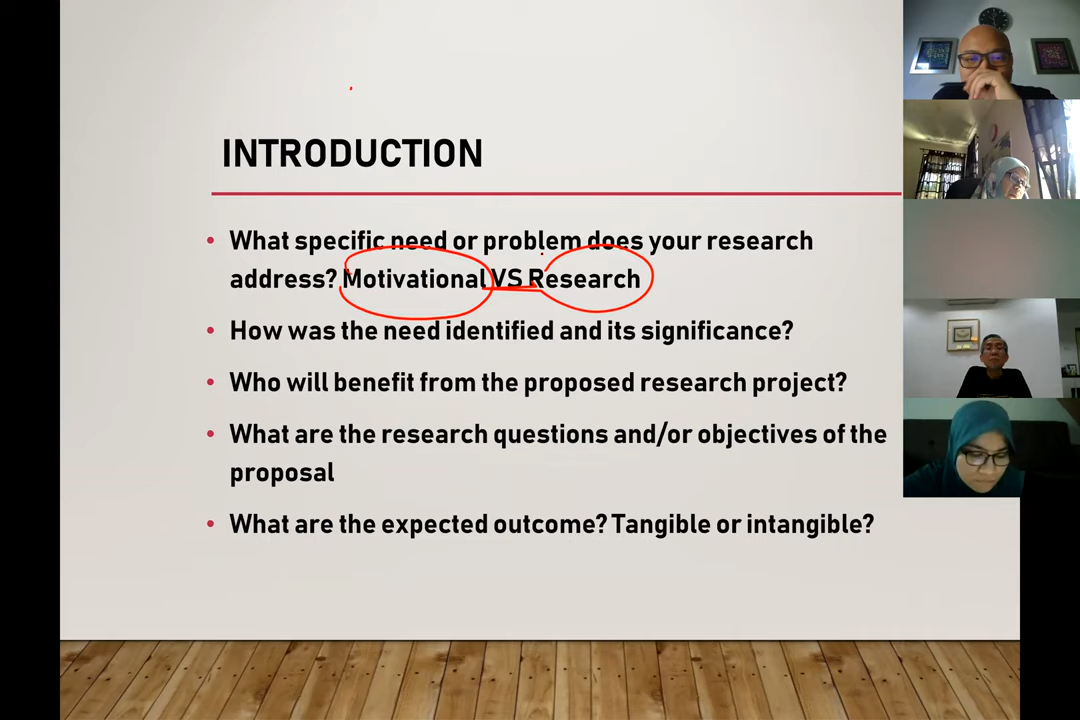 INTRODUCTION
• What specific need or problem does your research
address? Motivational VS Research
• How was the need identified and its significance?
• Who will benefit from the proposed research project?
• What are the research questions and/or objectives of the
proposal
• What are the expected outcome? Tangible or intangible?